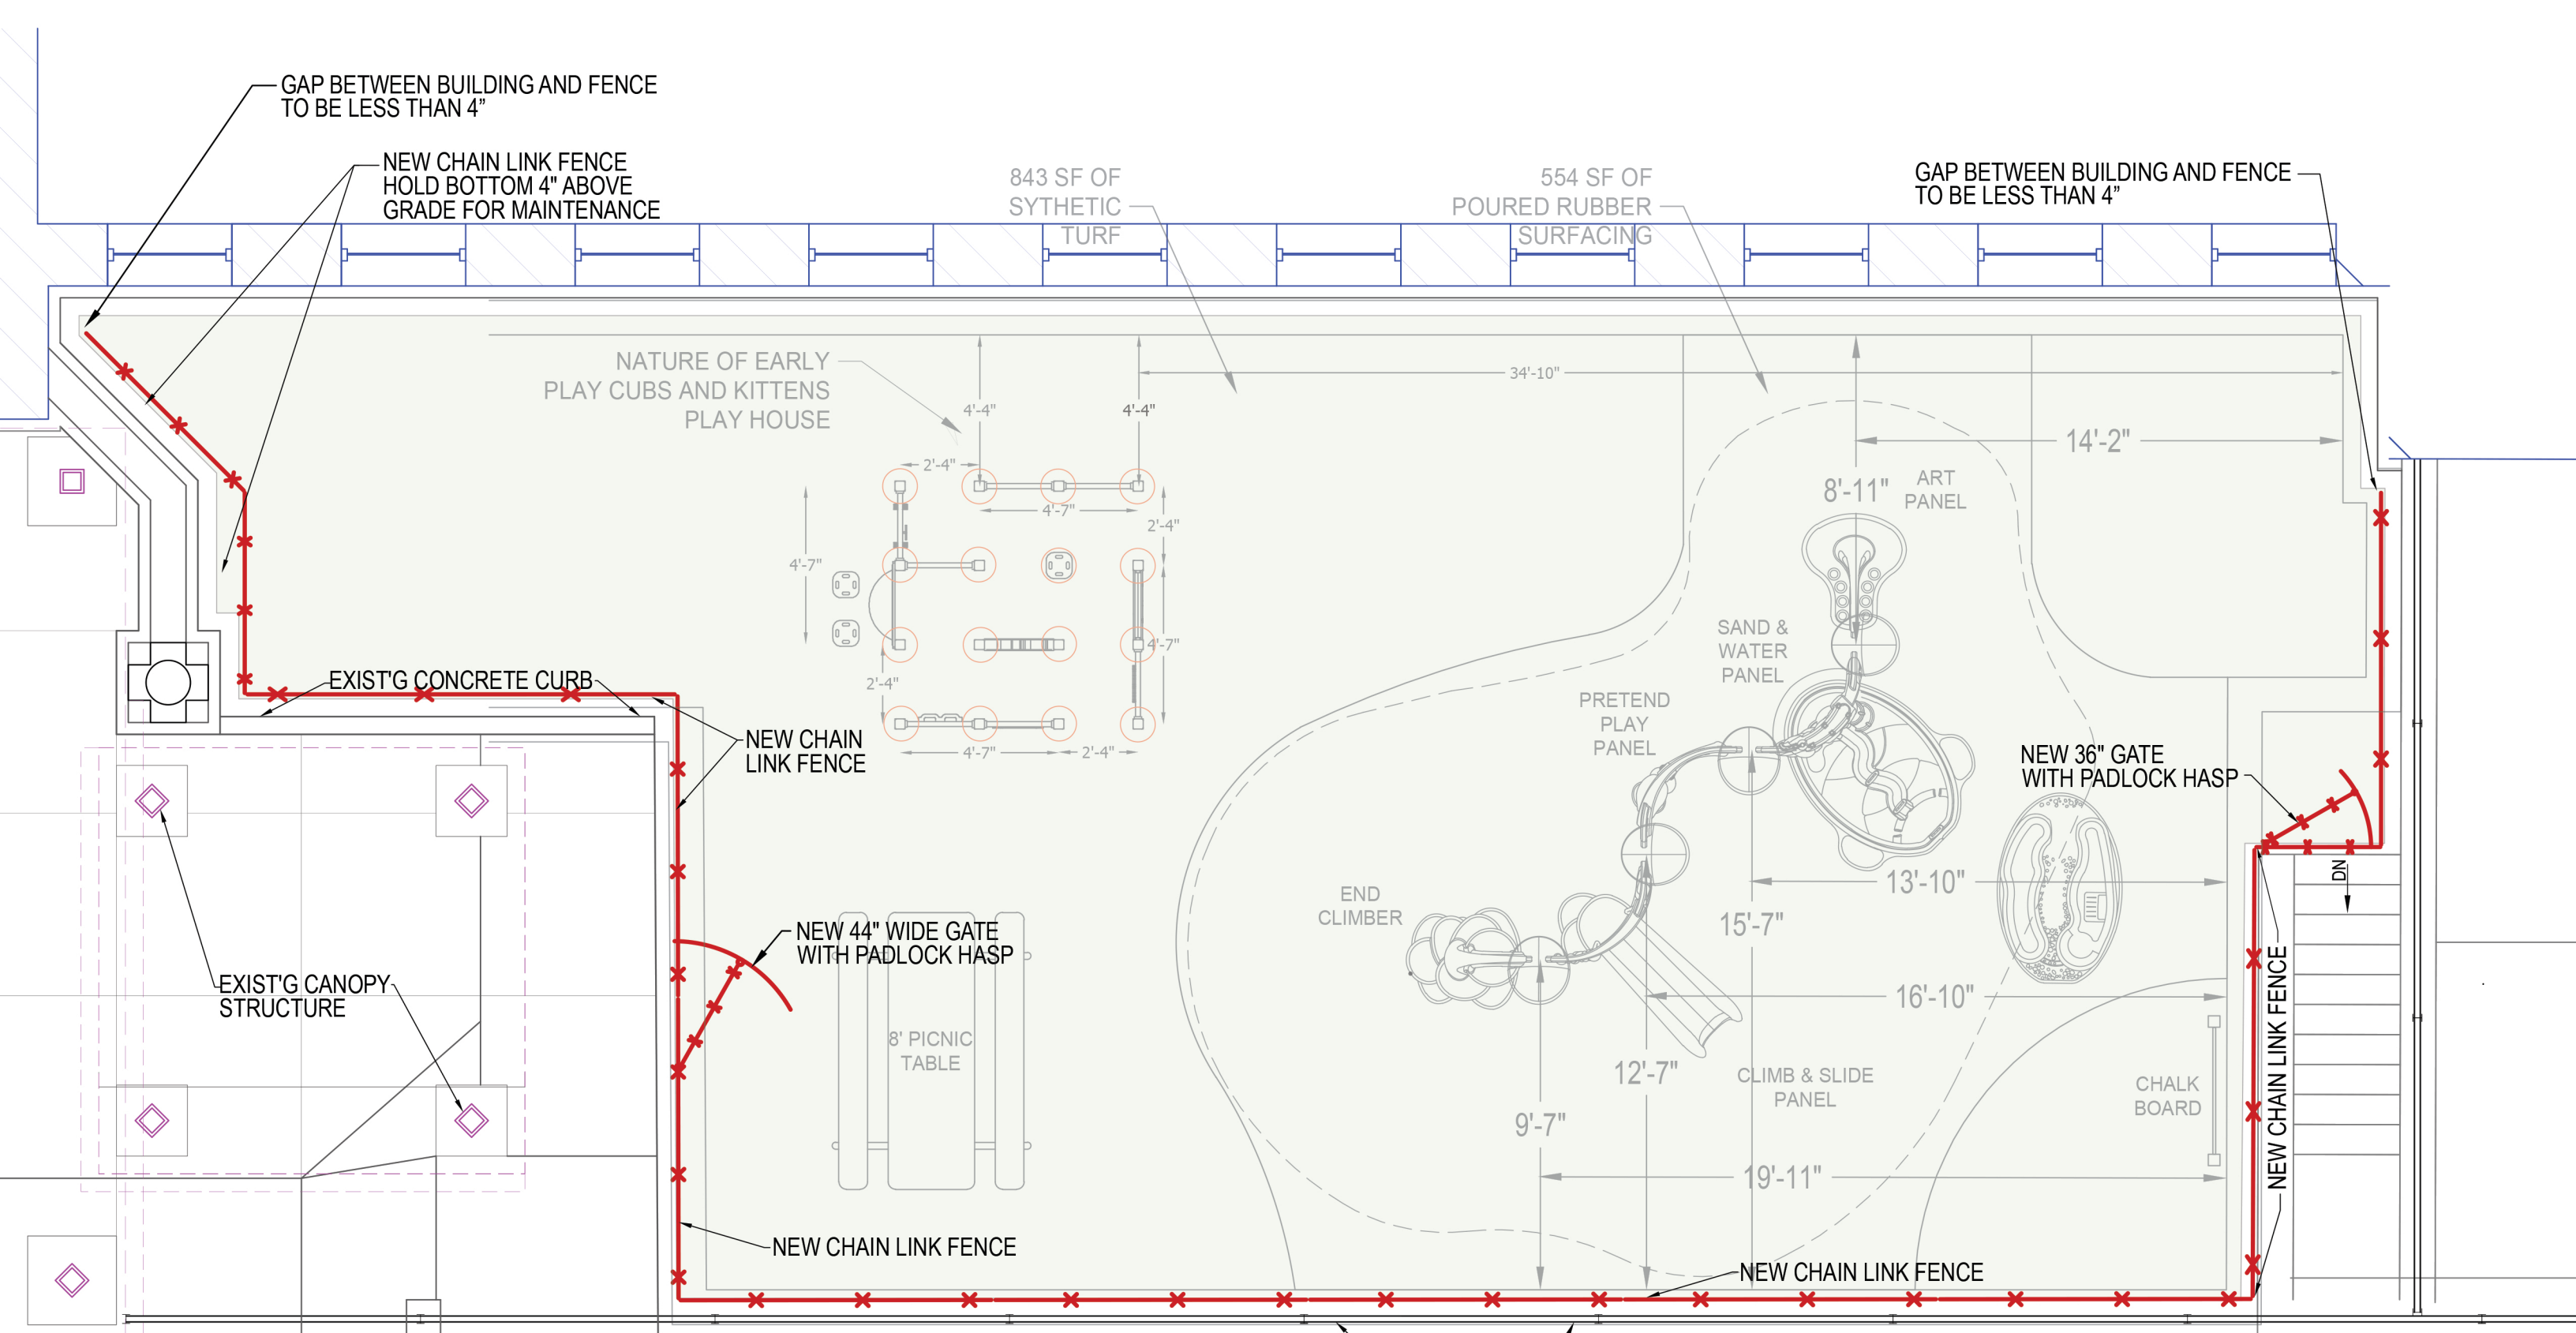 GAP BETWEEN BUILDING AND FENCE
TO BE LESS THAN 4”
NEW CHAIN LINK FENCE
HOLD BOTTOM 4" ABOVE
GRADE FOR MAINTENANCE
843 SF OF
SYTHETIC
TURF
554 SF OF
POURED RUBBER
SURFACING
GAP BETWEEN BUILDING AND FENCE
TO BE LESS THAN 4”
NATURE OF EARLY
PLAY CUBS AND KITTENS
PLAY HOUSE
34'-10"
4'-4"
4'-4"
14'-2"
2'-4"
8'-11"
ART
PANEL
4'-7"
2'-4"
4'-7"
4'-7"
SAND &
WATER
PANEL
EXIST'G CONCRETE CURB
2'-4"
PRETEND
PLAY
PANEL
NEW CHAIN
LINK FENCE
4'-7"
2'-4"
NEW 36" GATE
WITH PADLOCK HASP
DN
13'-10"
END
CLIMBER
15'-7"
NEW 44" WIDE GATE
WITH PADLOCK HASP
EXIST'G CANOPY
STRUCTURE
16'-10"
8' PICNIC
TABLE
12'-7"
CLIMB & SLIDE
PANEL
CHALK
BOARD
NEW CHAIN LINK FENCE
9'-7"
19'-11"
NEW CHAIN LINK FENCE
NEW CHAIN LINK FENCE